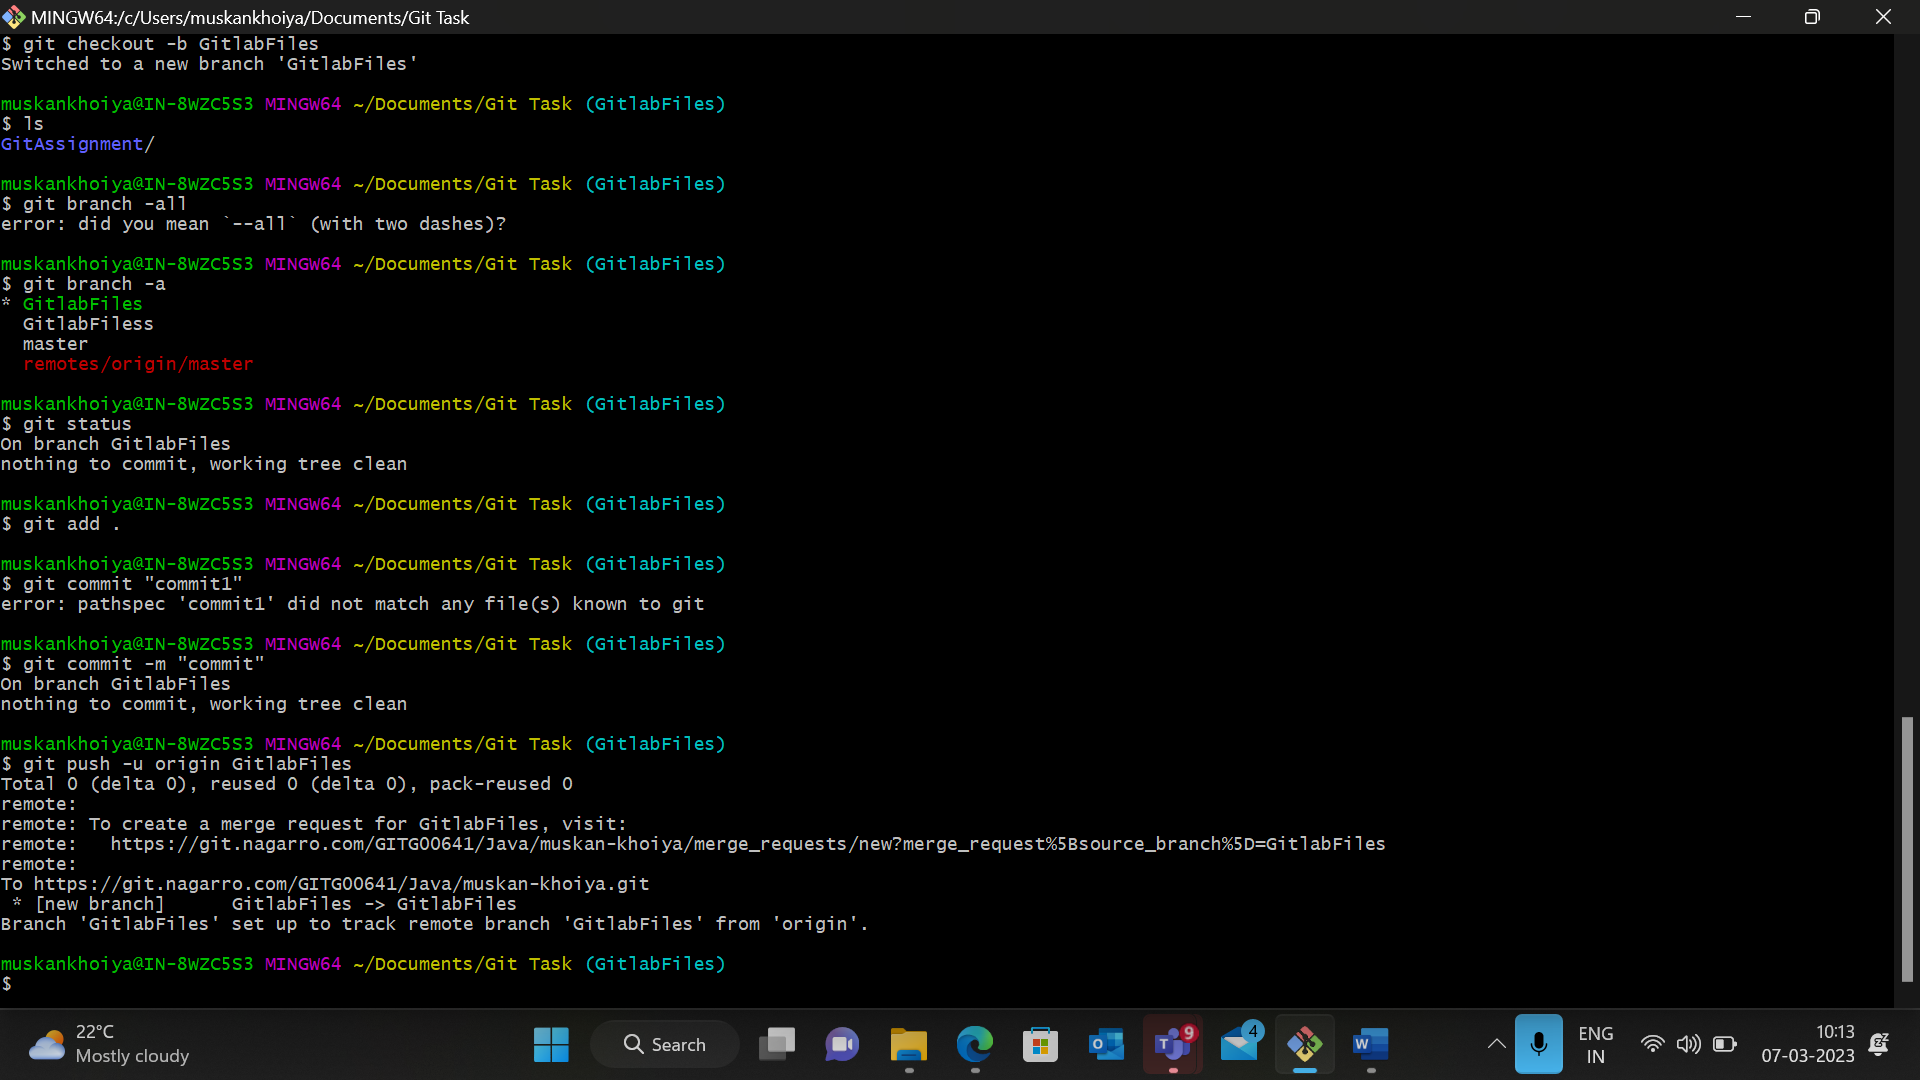 MINGW64:/c/Users/muskankhoiya/Documents/Git Task
$ git checkout -b GitlabFiles
Switched to a new branch 'GitlabFiles'
muskankhoiya@IN-8WZC5S3 MINGW64 ~/Documents/Git Task (GitlabFiles)
$ ls
GitAssignment/
muskankhoiya@IN-8WZC5S3 MINGW64 ~/Documents/Git Task (GitlabFiles)
$ git branch -all
error: did you mean `--all` (with two dashes)?
muskankhoiya@IN-8WZC5S3 MINGW64 ~/Documents/Git Task (GitlabFiles)
$ git branch -a
* GitlabFiles
GitlabFiless
master
remotes/origin/master
muskankhoiya@IN-8WZC5S3 MINGW64 ~/Documents/Git Task (GitlabFiles)
$ git status
On branch GitlabFiles
nothing to commit, working tree clean
muskankhoiya@IN-8WZC5S3 MINGW64 ~/Documents/Git Task (GitlabFiles)
$ git add .
muskankhoiya@IN-8WZC5S3 MINGW64 ~/Documents/Git Task (GitlabFiles)
$ git commit "commit1"
error: pathspec 'commit1' did not match any file(s) known to git
muskankhoiya@IN-8WZC5S3 MINGW64 ~/Documents/Git Task (GitlabFiles)
$ git commit -m "commit"
On branch GitlabFiles
nothing to commit, working tree clean
muskankhoiya@IN-8WZC5S3 MINGW64 ~/Documents/Git Task (GitlabFiles)
$ git push -u origin GitlabFiles
Total 0 (delta 0), reused 0 (delta 0), pack-reused 0
remote:
remote: To create a merge request for GitlabFiles, visit:
remote:   https://git.nagarro.com/GITG00641/Java/muskan-khoiya/merge_requests/new?merge_request%5Bsource_branch%5D=GitlabFiles
remote:
To https://git.nagarro.com/GITG00641/Java/muskan-khoiya.git
* [new branch]      GitlabFiles -> GitlabFiles
Branch 'GitlabFiles' set up to track remote branch 'GitlabFiles' from 'origin'.
muskankhoiya@IN-8WZC5S3 MINGW64 ~/Documents/Git Task (GitlabFiles)
$
22°C
Mostly cloudy
Search
9
4
ENG
IN
10:13
07-03-2023